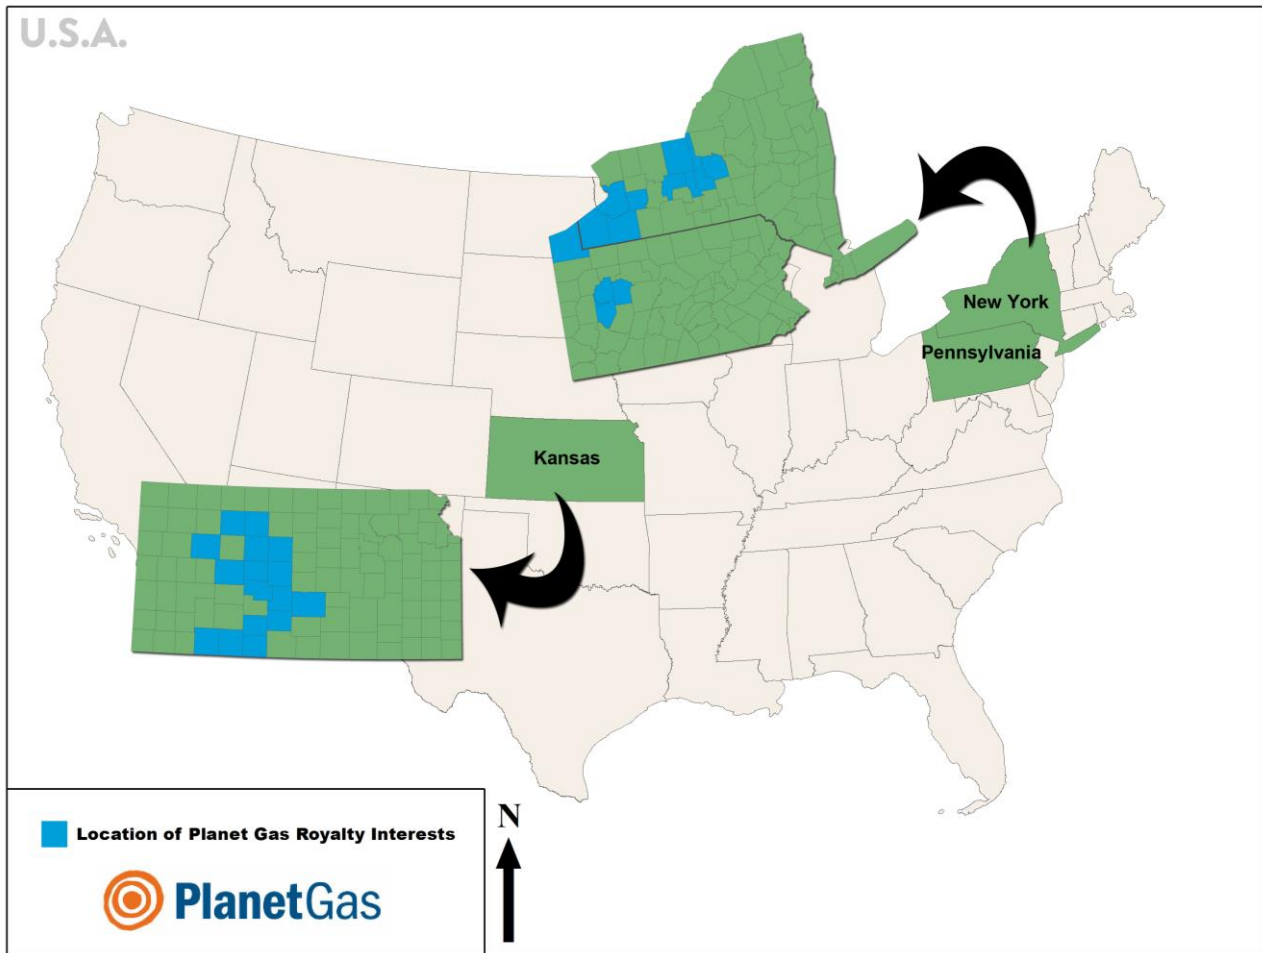 U.S.A.
New York
Pennsylvania
Kansas
Location of Planet Gas Royalty Interests
PlanetGas
N